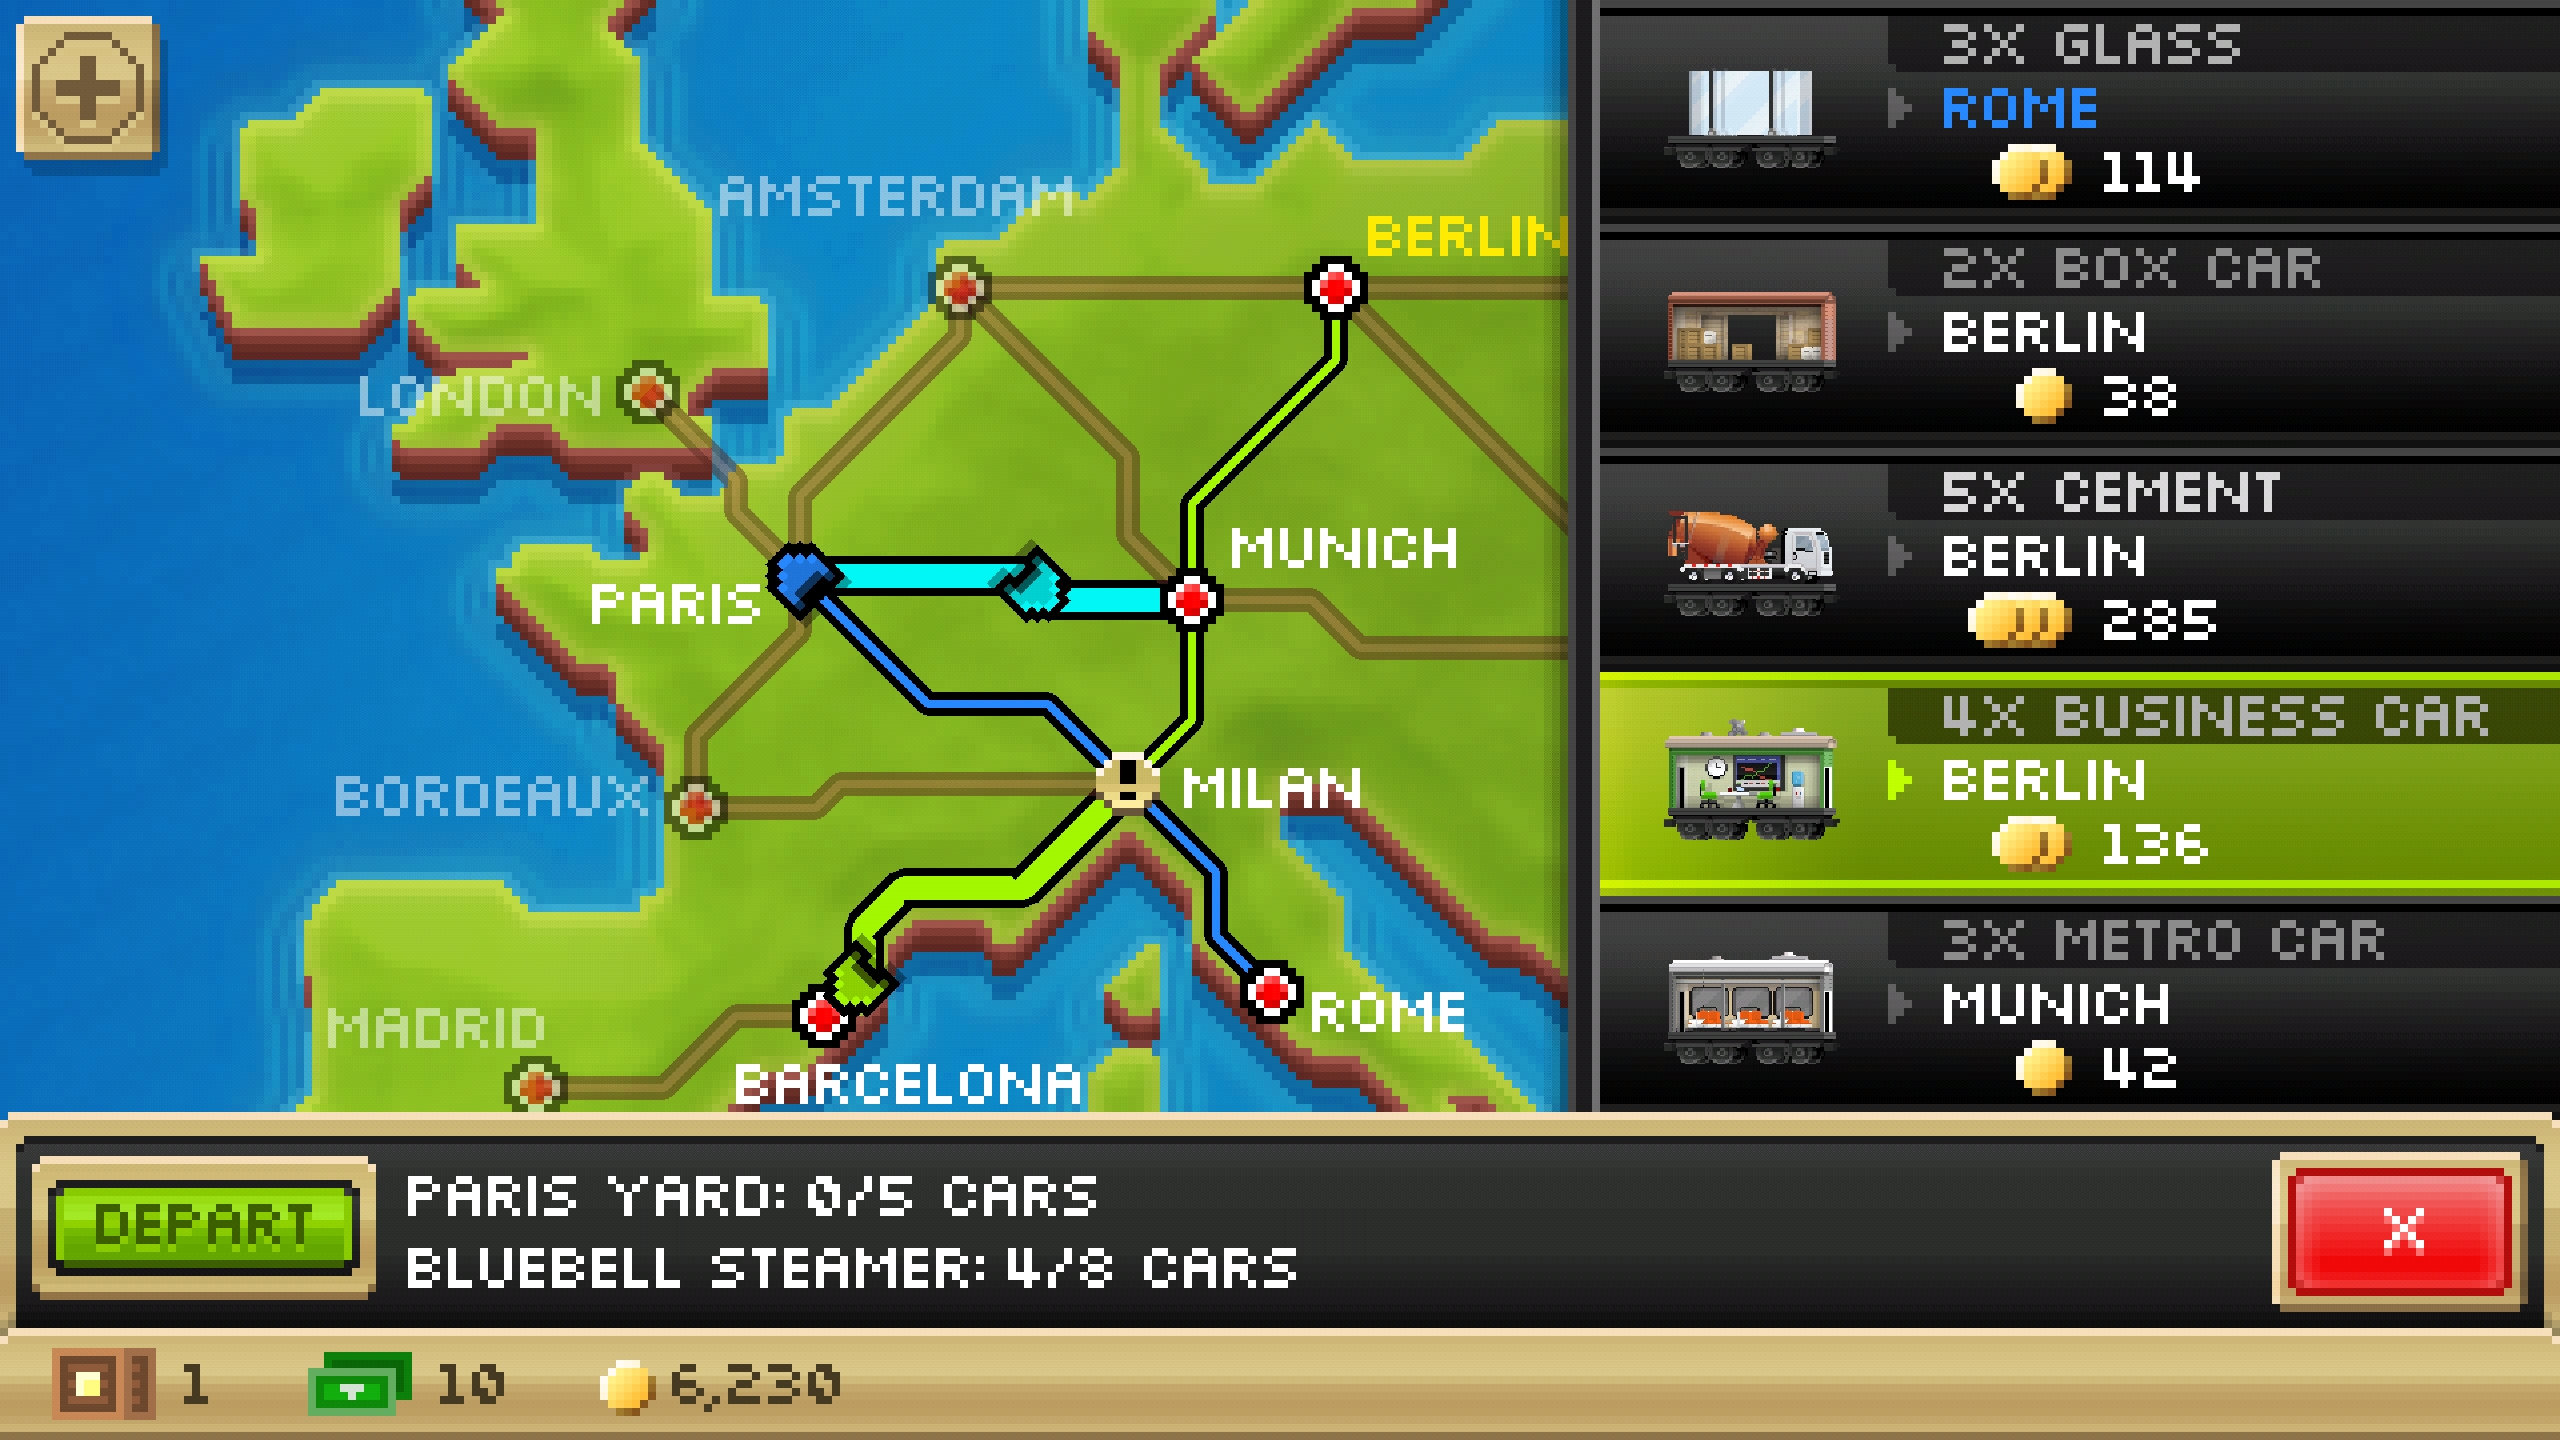 AMSTERDAM
BERLIN
LONDON
MUNICH
PARIS
BORDEAUX
MILAN
MADRID
ROME
BARCELONA
3X GLASS
ROME
114
2X BOX CAR
BERLIN
38
5X CEMENT
BERLIN
285
4X BUSINESS CAR
BERLIN
136
3X METRO CAR
MUNICH
42
DEPART
PARIS YARD: 0/5 CARS
BLUEBELL STEAMER: 4/8 CARS
X
1
10
6,230